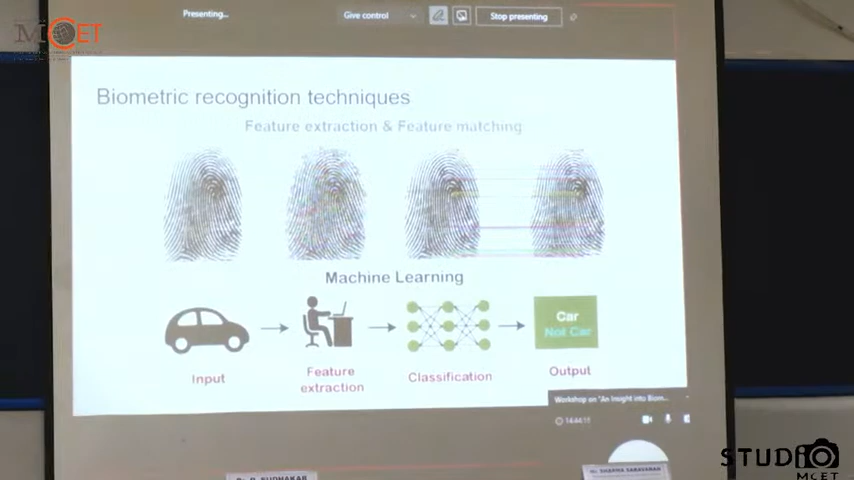 Presenting...
Give control
Stop presenting
MCET
Biometric recognition techniques
Feature extraction & Feature matching
Machine Learning
Car
Not Car
Input
Feature
extraction
Classification
Output
Workshop on "An Insight into Biom...
STUDIO
MCET